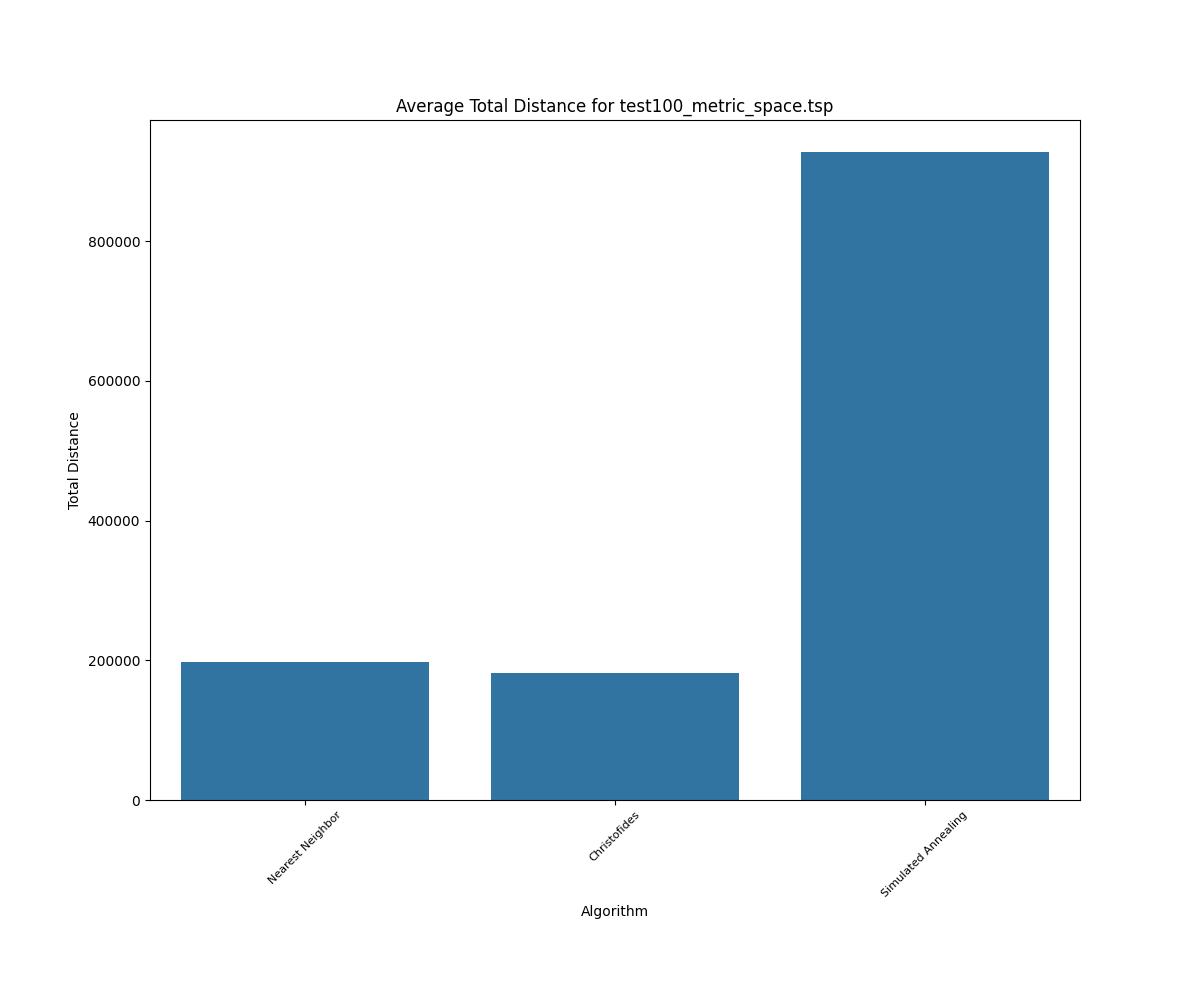 Average Total Distance for test100_metric_space.tsp
Total Distance
800000
600000
400000
200000
0
Nearest Neighbor
Christofides
Simulated Annealing
Algorithm